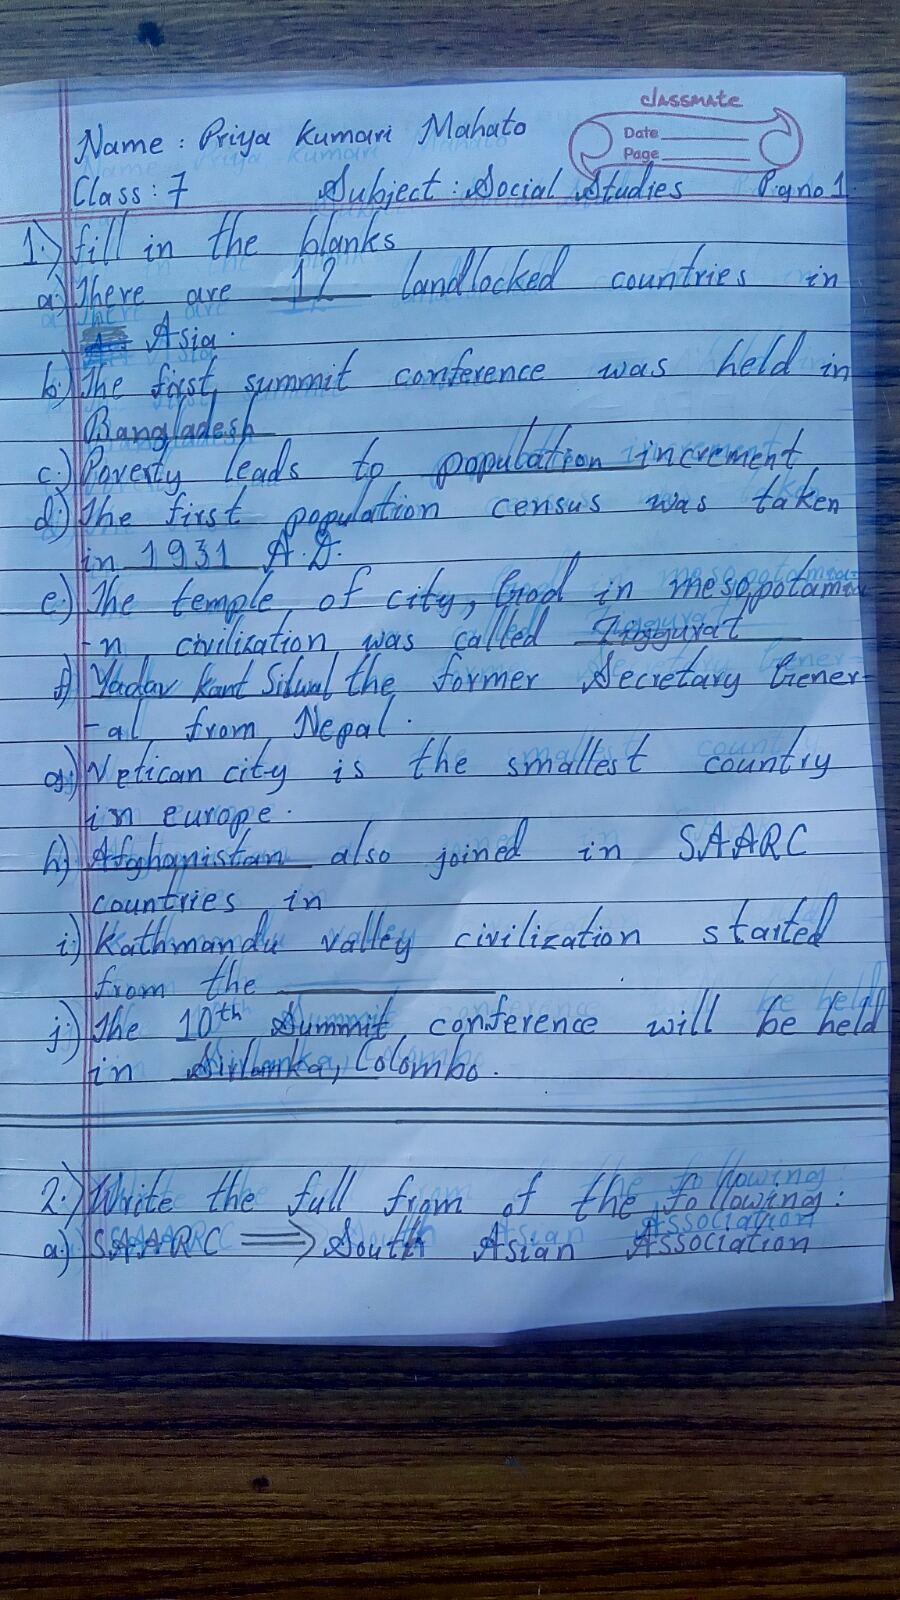 classmate
Date
Page
Name : Priya Kumari Mahato
Class : 7 Subject : Social Studies Pg no 1.
1.) fill in the blanks
a.) There are 12 landlocked countries in
Asia.
b.) The first summit conference was held in
Bangladesh
c.) Poverty leads to population increment
d.) The first population census was taken
in 1931 A.D.
e.) The temple of city, God in mesopotamia
-n civilization was called Iggyurat
f.) Yadav Kant Silwal the former Secretary Gener-
-al from Nepal.
g.) Vetican city is the smallest country
in europe.
h.) Afghanistan also joined in SAARC
countries in
i.) Kathmandu valley civilization started
from the
j.) The 10th Summit conference will be held
in Sirlanka, Colombo.
2.) Write the full from of the following :
a.) SAARC ⟹ South Asian Association